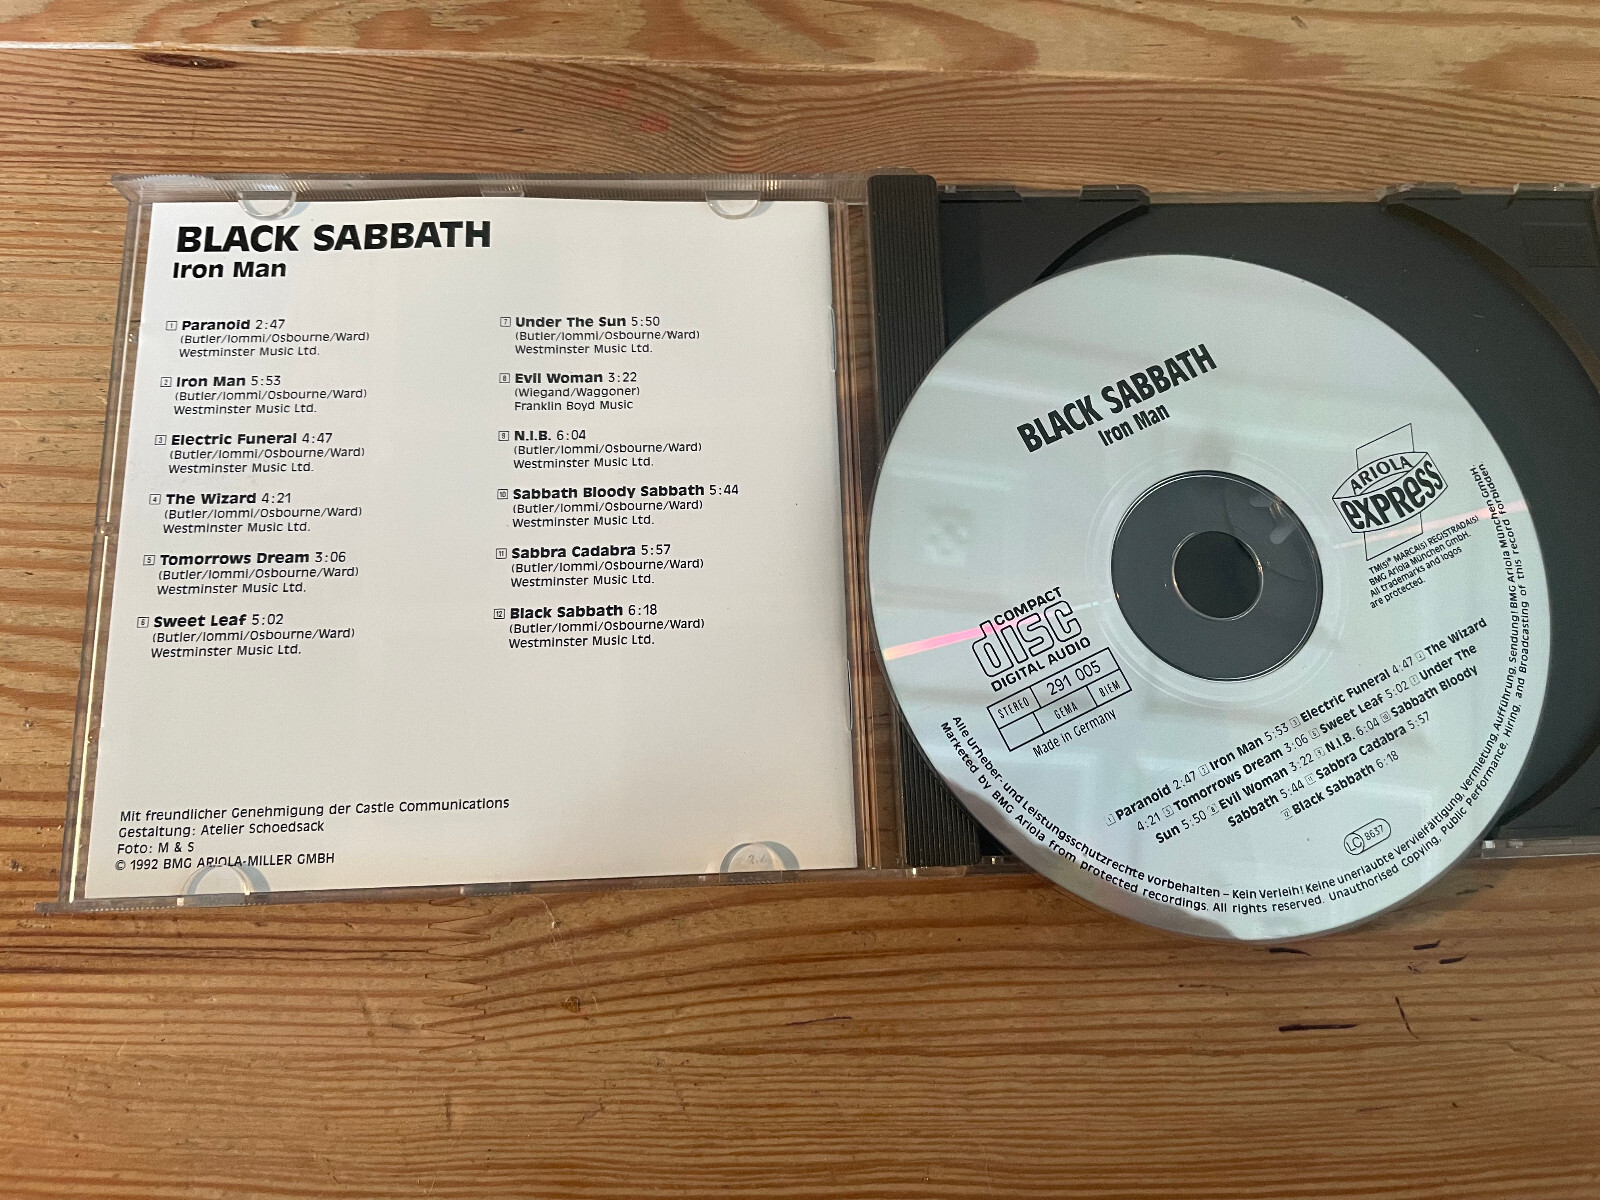 BLACK SABBATH
Iron Man
1 Paranoid 2:47
(Butler/Iommi/Osbourne/Ward)
Westminster Music Ltd.
2 Iron Man 5:53
(Butler/Iommi/Osbourne/Ward)
Westminster Music Ltd.
3 Electric Funeral 4:47
(Butler/Iommi/Osbourne/Ward)
Westminster Music Ltd.
4 The Wizard 4:21
(Butler/Iommi/Osbourne/Ward)
Westminster Music Ltd.
5 Tomorrows Dream 3:06
(Butler/Iommi/Osbourne/Ward)
Westminster Music Ltd.
6 Sweet Leaf 5:02
(Butler/Iommi/Osbourne/Ward)
Westminster Music Ltd.
7 Under The Sun 5:50
(Butler/Iommi/Osbourne/Ward)
Westminster Music Ltd.
8 Evil Woman 3:22
(Wiegand/Waggoner)
Franklin Boyd Music
9 N.I.B. 6:04
(Butler/Iommi/Osbourne/Ward)
Westminster Music Ltd.
10 Sabbath Bloody Sabbath 5:44
(Butler/Iommi/Osbourne/Ward)
Westminster Music Ltd.
11 Sabbra Cadabra 5:57
(Butler/Iommi/Osbourne/Ward)
Westminster Music Ltd.
12 Black Sabbath 6:18
(Butler/Iommi/Osbourne/Ward)
Westminster Music Ltd.
Mit freundlicher Genehmigung der Castle Communications
Gestaltung: Atelier Schoedsack
Foto: M & S
© 1992 BMG ARIOLA-MILLER GMBH
BLACK SABBATH
Iron Man
ARIOLA
EXPRESS
TM(s)® MARCA(s) REGISTRADA(s)
BMG Ariola München GmbH.
All trademarks and logos
are protected.
COMPACT
disc
DIGITAL AUDIO
STEREO 291 005
GEMA BIEM
Made in Germany
1 Paranoid 2:47 2 Iron Man 5:53 3 Electric Funeral 4:47 4 The Wizard
4:21 5 Tomorrows Dream 3:06 6 Sweet Leaf 5:02 7 Under The
Sun 5:50 8 Evil Woman 3:22 9 N.I.B. 6:04 10 Sabbath Bloody
Sabbath 5:44 11 Sabbra Cadabra 5:57
12 Black Sabbath 6:18
LC 8637
Alle Urheber- und Leistungsschutzrechte vorbehalten – Kein Verleih! Keine unerlaubte Vervielfältigung, Vermietung, Aufführung, Sendung! BMG Ariola München GmbH.
Marketed by BMG Ariola from protected recordings. All rights reserved. Unauthorised Copying, Public Performance, Hiring, and Broadcasting of this record forbidden.